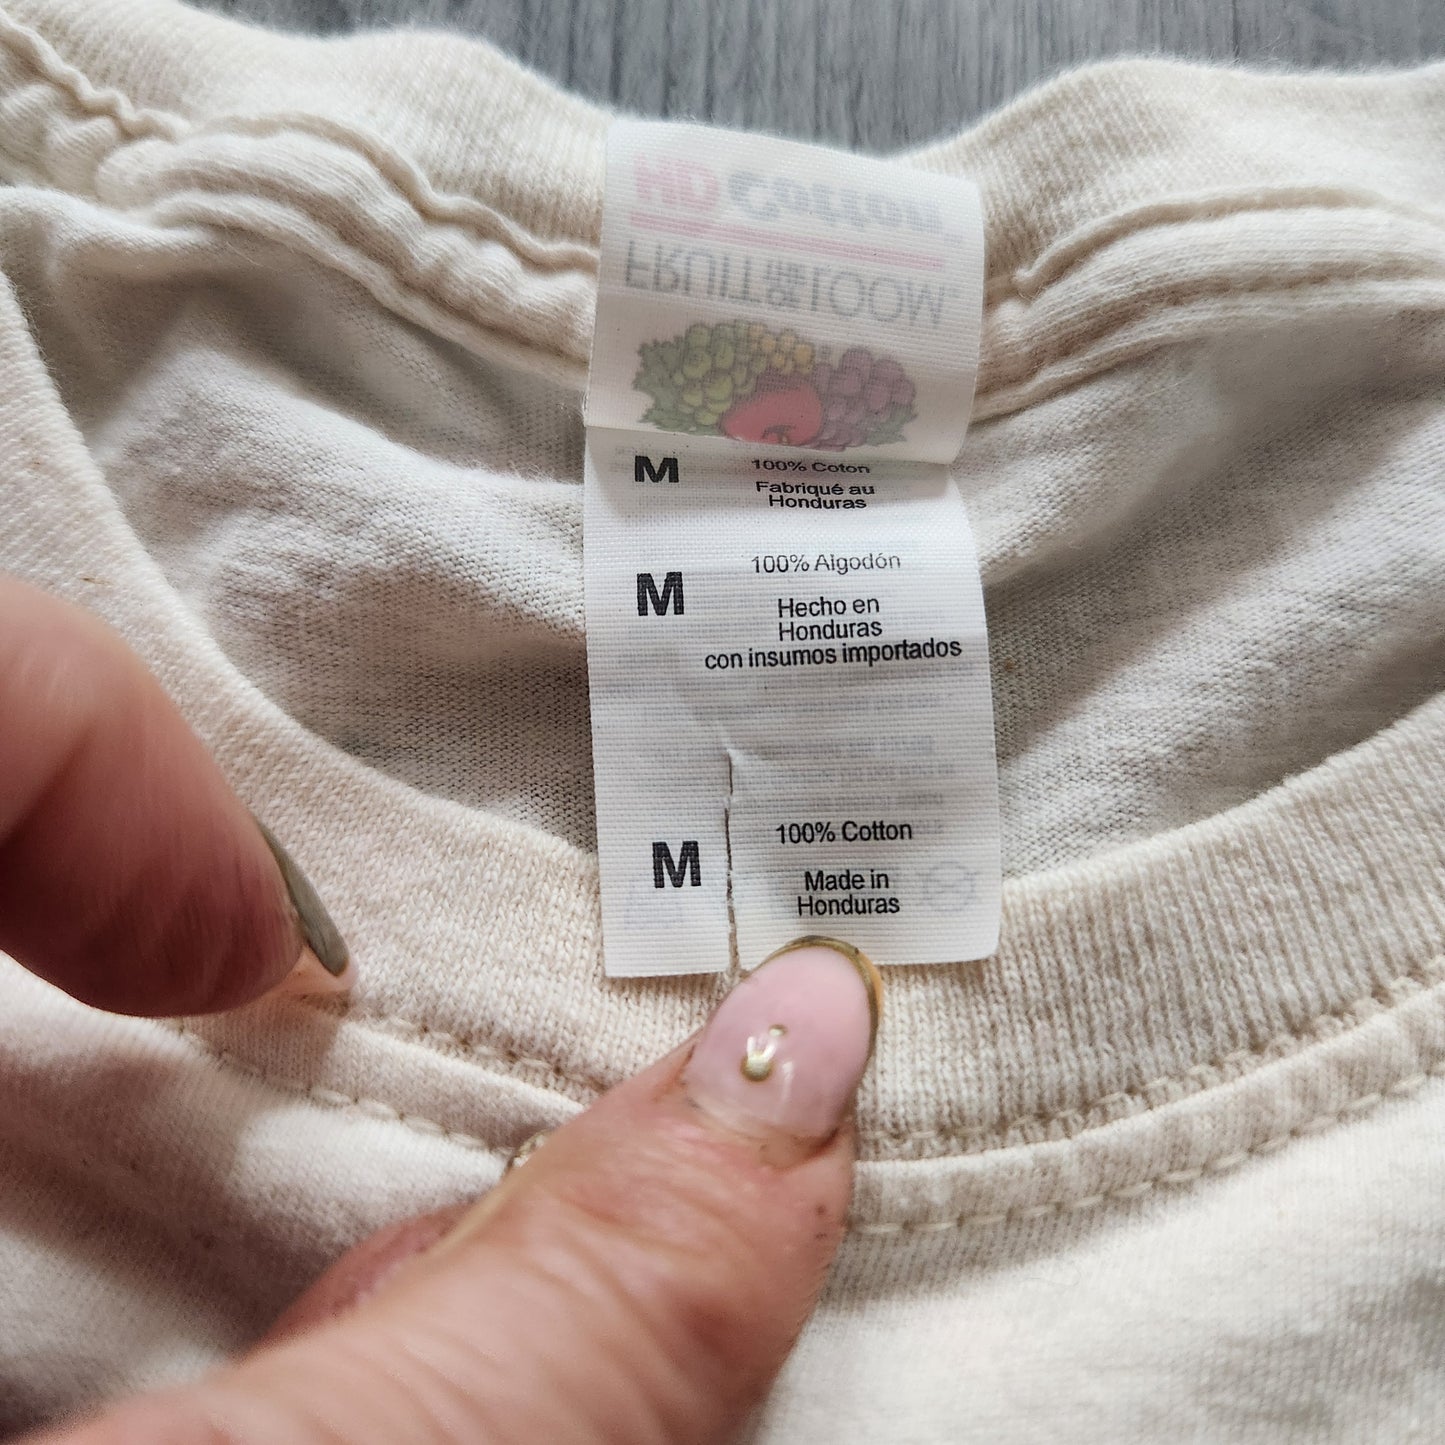 HD Cotton
FRUIT OF THE LOOM
M 100% Coton
Fabriqué au
Honduras
M 100% Algodón
Hecho en
Honduras
con insumos importados
M 100% Cotton
Made in
Honduras